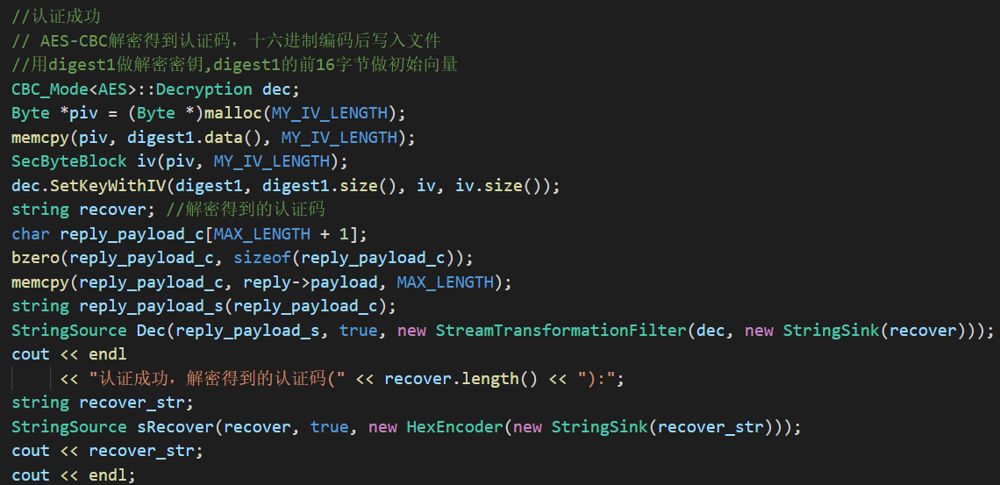 //认证成功
// AES-CBC解密得到认证码，十六进制编码后写入文件
//用digest1做解密密钥,digest1的前16字节做初始向量
CBC_Mode<AES>::Decryption dec;
Byte *piv = (Byte *)malloc(MY_IV_LENGTH);
memcpy(piv, digest1.data(), MY_IV_LENGTH);
SecByteBlock iv(piv, MY_IV_LENGTH);
dec.SetKeyWithIV(digest1, digest1.size(), iv, iv.size());
string recover; //解密得到的认证码
char reply_payload_c[MAX_LENGTH + 1];
bzero(reply_payload_c, sizeof(reply_payload_c));
memcpy(reply_payload_c, reply->payload, MAX_LENGTH);
string reply_payload_s(reply_payload_c);
StringSource Dec(reply_payload_s, true, new StreamTransformationFilter(dec, new StringSink(recover)));
cout << endl
     << "认证成功，解密得到的认证码(" << recover.length() << "):";
string recover_str;
StringSource sRecover(recover, true, new HexEncoder(new StringSink(recover_str)));
cout << recover_str;
cout << endl;